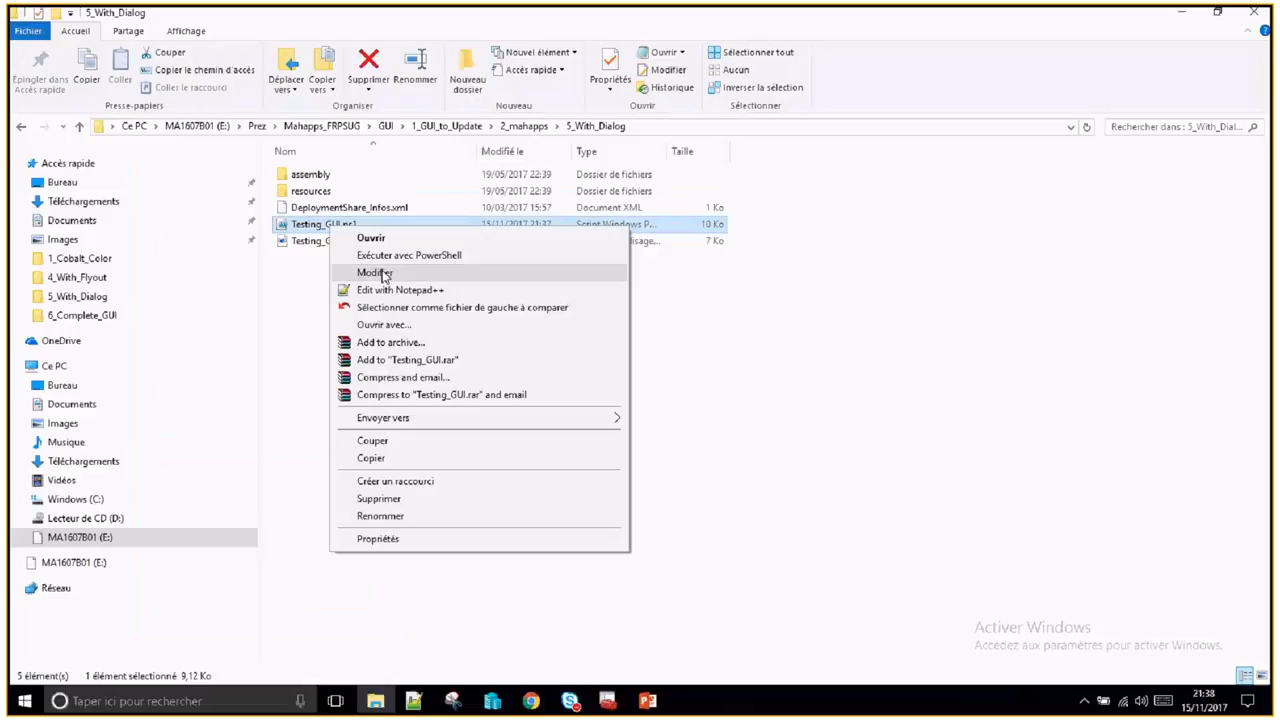 5_With_Dialog
Fichier Accueil Partage Affichage
Épingler dans Accès rapide
Copier
Coller
Couper
Copier le chemin d'accès
Coller le raccourci
Presse-papiers
Déplacer vers
Copier vers
Supprimer
Renommer
Organiser
Nouveau dossier
Nouvel élément
Accès rapide
Nouveau
Propriétés
Ouvrir
Modifier
Historique
Ouvrir
Sélectionner tout
Aucun
Inverser la sélection
Sélectionner
Ce PC > MA1607B01 (E:) > Prez > Mahapps_FRPSUG > GUI > 1_GUI_to_Update > 2_mahapps > 5_With_Dialog
Rechercher dans : 5_With_Dial...
Accès rapide
Bureau
Téléchargements
Documents
Images
1_Cobalt_Color
4_With_Flyout
5_With_Dialog
6_Complete_GUI
OneDrive
Ce PC
Bureau
Documents
Images
Musique
Téléchargements
Vidéos
Windows (C:)
Lecteur de CD (D:)
MA1607B01 (E:)
MA1607B01 (E:)
Réseau
Nom Modifié le Type Taille
assembly 19/05/2017 22:39 Dossier de fichiers
resources 19/05/2017 22:39 Dossier de fichiers
DeploymentShare_Infos.xml 10/03/2017 15:57 Document XML 1 Ko
Testing_GUI.ps1 15/11/2017 21:37 Script Windows P... 10 Ko
Testing_G 7 Ko
Ouvrir
Exécuter avec PowerShell
Modifier
Edit with Notepad++
Sélectionner comme fichier de gauche à comparer
Ouvrir avec...
Add to archive...
Add to "Testing_GUI.rar"
Compress and email...
Compress to "Testing_GUI.rar" and email
Envoyer vers
Couper
Copier
Créer un raccourci
Supprimer
Renommer
Propriétés
Activer Windows
Accédez aux paramètres pour activer Windows.
5 élément(s) 1 élément sélectionné 9,12 Ko
Taper ici pour rechercher
21:38
15/11/2017